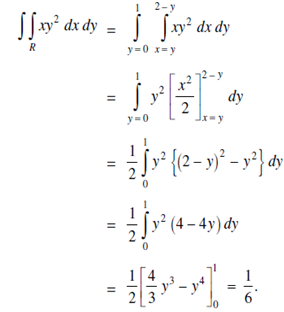 ∬_R xy² dx dy = ∫_{y=0}^{1} ∫_{x=y}^{2−y} xy² dx dy
= ∫_{y=0}^{1} y² [x²/2]_{x=y}^{2−y} dy
= 1/2 ∫_0^1 y² {(2 − y)² − y²} dy
= 1/2 ∫_0^1 y² (4 − 4y) dy
= 1/2 [4/3 y³ − y⁴]_0^1 = 1/6.